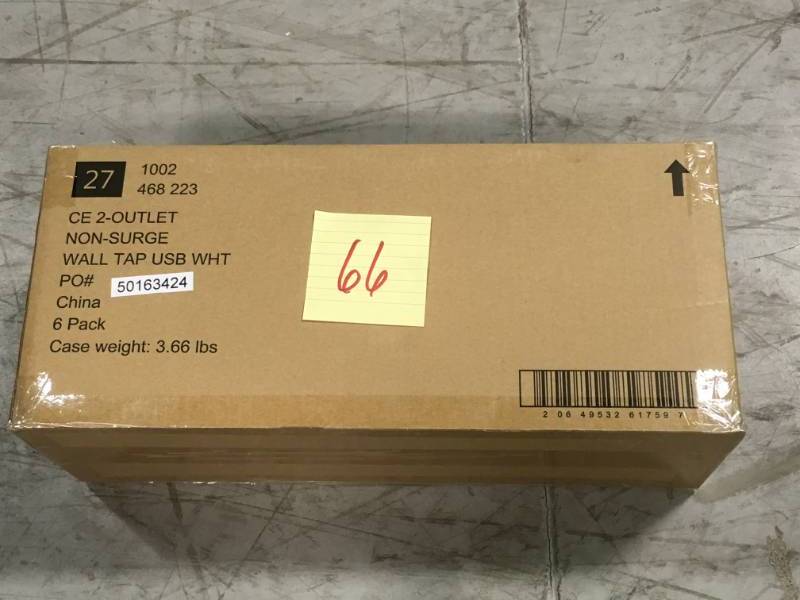 27
1002
468 223
CE 2-OUTLET
NON-SURGE
WALL TAP USB WHT
PO# 50163424
China
6 Pack
Case weight: 3.66 lbs
66
2 06 49532 61759 7